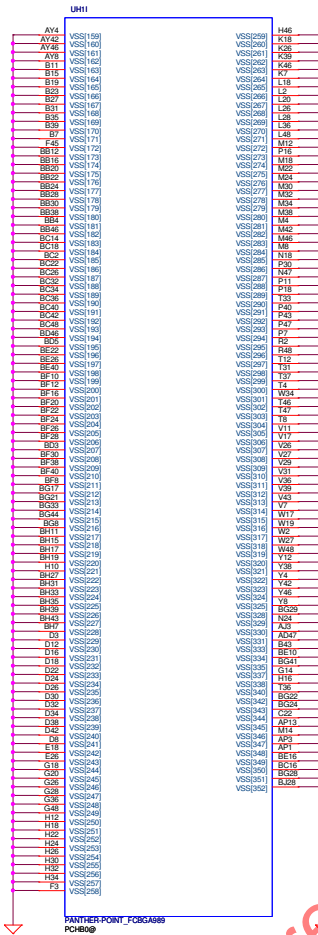 UH1I
AY4 VSS[159] VSS[259] H46
AY42 VSS[160] VSS[260] K18
AY46 VSS[161] VSS[261] K26
AY8 VSS[162] VSS[262] K39
B11 VSS[163] VSS[263] K46
B15 VSS[164] VSS[264] K7
B19 VSS[165] VSS[265] L18
B23 VSS[166] VSS[266] L2
B27 VSS[167] VSS[267] L20
B31 VSS[168] VSS[268] L26
B35 VSS[169] VSS[269] L28
B39 VSS[170] VSS[270] L36
B7 VSS[171] VSS[271] L48
F45 VSS[172] VSS[272] M12
BB12 VSS[173] VSS[273] P16
BB16 VSS[174] VSS[274] M18
BB20 VSS[175] VSS[275] M22
BB22 VSS[176] VSS[276] M24
BB24 VSS[177] VSS[277] M30
BB28 VSS[178] VSS[278] M32
BB30 VSS[179] VSS[279] M34
BB38 VSS[180] VSS[280] M38
BB4 VSS[181] VSS[281] M4
BB46 VSS[182] VSS[282] M42
BC14 VSS[183] VSS[283] M46
BC18 VSS[184] VSS[284] M8
BC2 VSS[185] VSS[285] N18
BC22 VSS[186] VSS[286] P30
BC26 VSS[187] VSS[287] N47
BC32 VSS[188] VSS[288] P11
BC34 VSS[189] VSS[289] P18
BC36 VSS[190] VSS[290] T33
BC40 VSS[191] VSS[291] P40
BC42 VSS[192] VSS[292] P43
BC48 VSS[193] VSS[293] P47
BD46 VSS[194] VSS[294] P7
BD5 VSS[195] VSS[295] R2
BE22 VSS[196] VSS[296] R48
BE26 VSS[197] VSS[297] T12
BE40 VSS[198] VSS[298] T31
BF10 VSS[199] VSS[299] T37
BF12 VSS[200] VSS[300] T4
BF16 VSS[201] VSS[301] W34
BF20 VSS[202] VSS[302] T46
BF22 VSS[203] VSS[303] T47
BF24 VSS[204] VSS[304] T8
BF26 VSS[205] VSS[305] V11
BF28 VSS[206] VSS[306] V17
BD3 VSS[207] VSS[307] V26
BF30 VSS[208] VSS[308] V27
BF38 VSS[209] VSS[309] V29
BF40 VSS[210] VSS[310] V31
BF8 VSS[211] VSS[311] V36
BG17 VSS[212] VSS[312] V39
BG21 VSS[213] VSS[313] V43
BG33 VSS[214] VSS[314] V7
BG44 VSS[215] VSS[315] W17
BG8 VSS[216] VSS[316] W19
BH11 VSS[217] VSS[317] W2
BH15 VSS[218] VSS[318] W27
BH17 VSS[219] VSS[319] W48
BH19 VSS[220] VSS[320] Y12
H10 VSS[221] VSS[321] Y38
BH27 VSS[222] VSS[322] Y4
BH31 VSS[223] VSS[323] Y42
BH33 VSS[224] VSS[324] Y46
BH35 VSS[225] VSS[325] Y8
BH39 VSS[226] VSS[328] BG29
BH43 VSS[227] VSS[329] N24
BH7 VSS[228] VSS[330] AJ3
D3 VSS[229] VSS[331] AD47
D12 VSS[230] VSS[333] B43
D16 VSS[231] VSS[334] BE10
D18 VSS[232] VSS[335] BG41
D22 VSS[233] VSS[337] G14
D24 VSS[234] VSS[338] H16
D26 VSS[235] VSS[340] T36
D30 VSS[236] VSS[342] BG22
D32 VSS[237] VSS[343] BG24
D34 VSS[238] VSS[344] C22
D38 VSS[239] VSS[345] AP13
D42 VSS[240] VSS[346] M14
D8 VSS[241] VSS[347] AP3
E18 VSS[242] VSS[348] AP1
E26 VSS[243] VSS[349] BE16
G18 VSS[244] VSS[350] BC16
G20 VSS[245] VSS[351] BG28
G26 VSS[246] VSS[352] BJ28
G28 VSS[247]
G36 VSS[248]
G48 VSS[249]
H12 VSS[250]
H18 VSS[251]
H22 VSS[252]
H24 VSS[253]
H26 VSS[254]
H30 VSS[255]
H32 VSS[256]
H34 VSS[257]
F3 VSS[258]
PANTHER-POINT_FCBGA989
PCHB0@